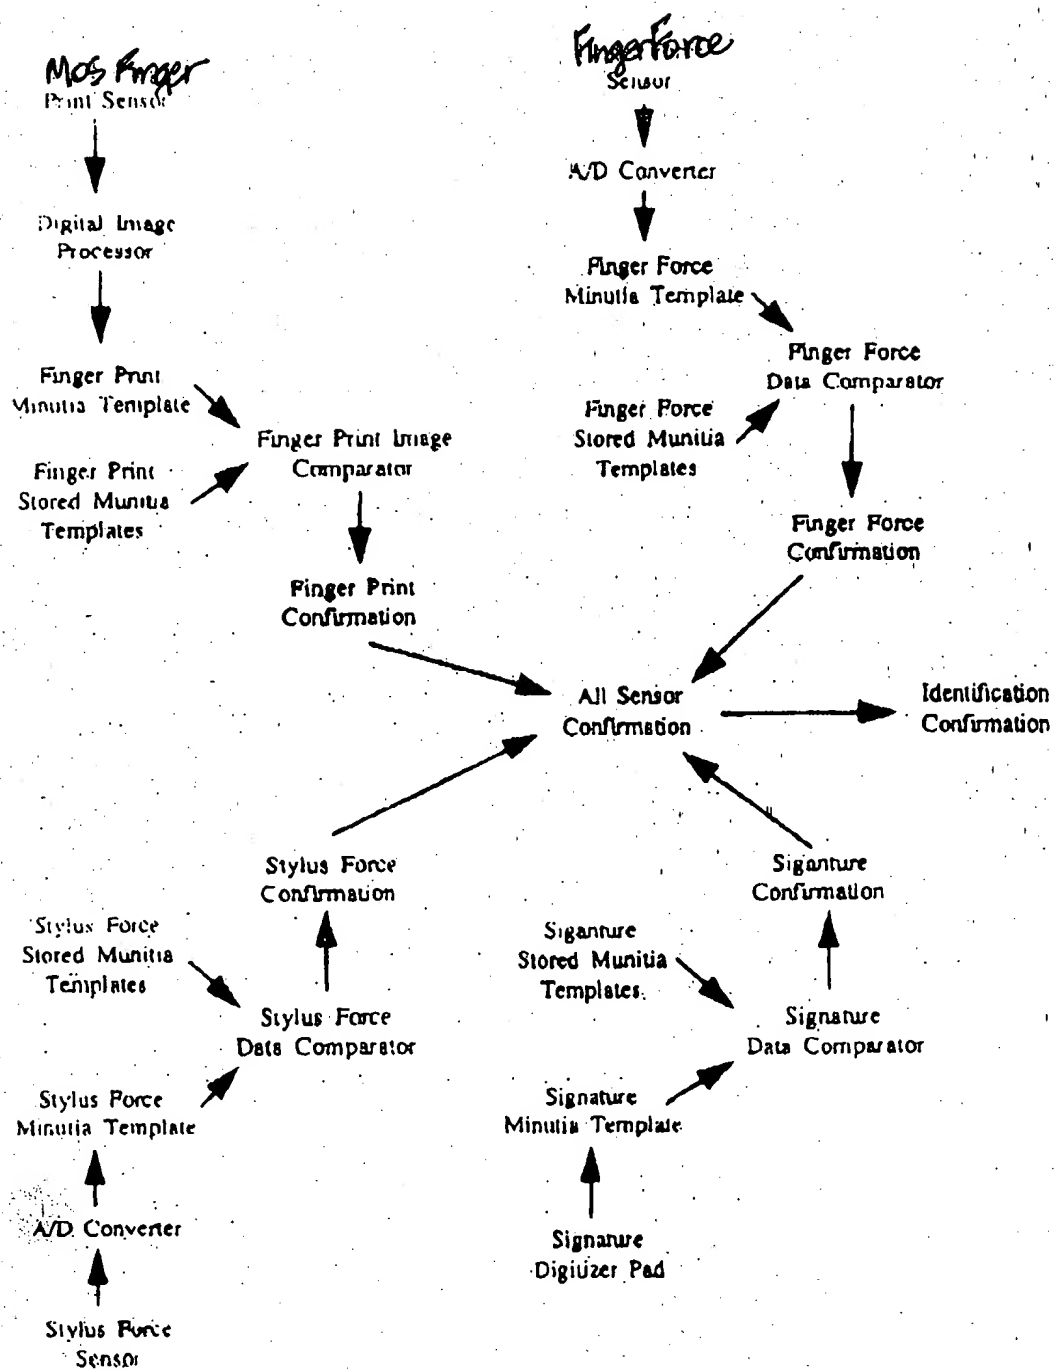 MOS Finger
Print Sensor
Digital Image
Processor
Finger Print
Minutia Template
Finger Print
Stored Munitia
Templates
Finger Print Image
Comparator
Finger Print
Confirmation
FingerForce
Sensor
A/D Converter
Finger Force
Minutia Template
Finger Force
Stored Munitia
Templates
Finger Force
Data Comparator
Finger Force
Confirmation
All Sensor
Confirmation
Identification
Confirmation
Stylus Force
Confirmation
Stylus Force
Stored Munitia
Templates
Stylus Force
Data Comparator
Stylus Force
Minutia Template
A/D Converter
Stylus Force
Sensor
Siganture
Confirmation
Siganture
Stored Munitia
Templates
Signature
Data Comparator
Signature
Minutia Template
Signature
Digitizer Pad